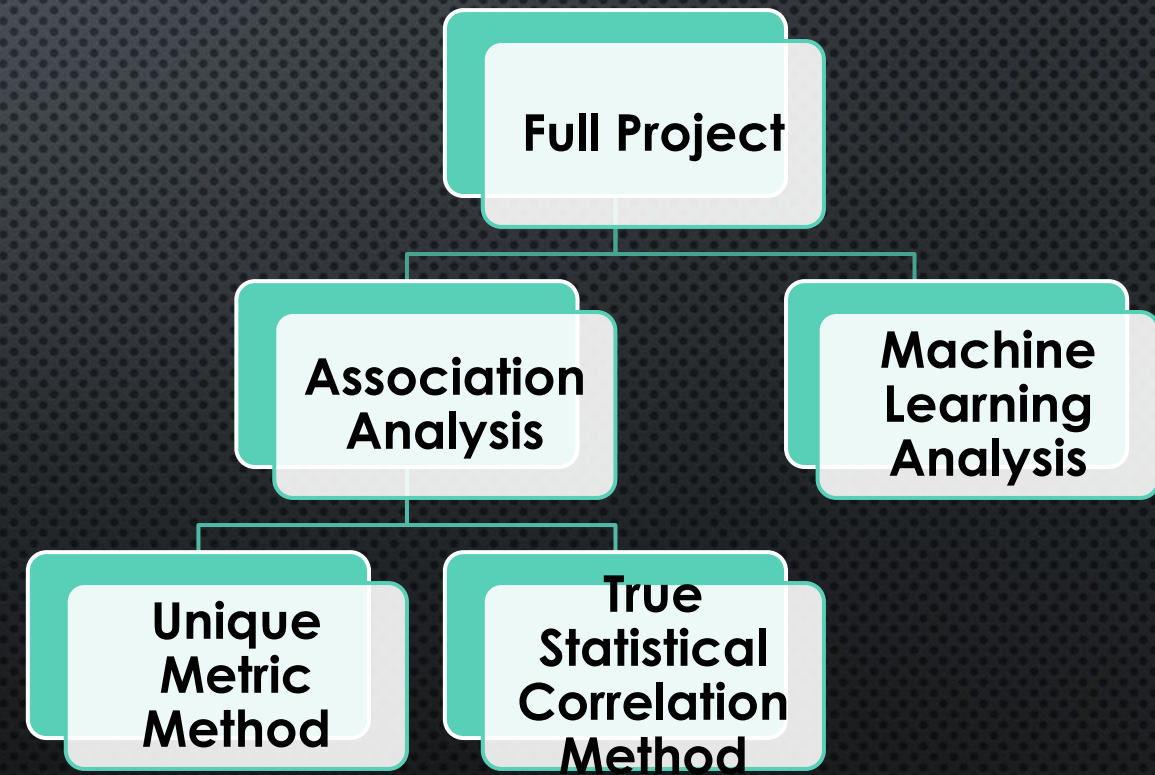 Full Project
Association
Analysis
Machine
Learning
Analysis
Unique
Metric
Method
True
Statistical
Correlation
Method